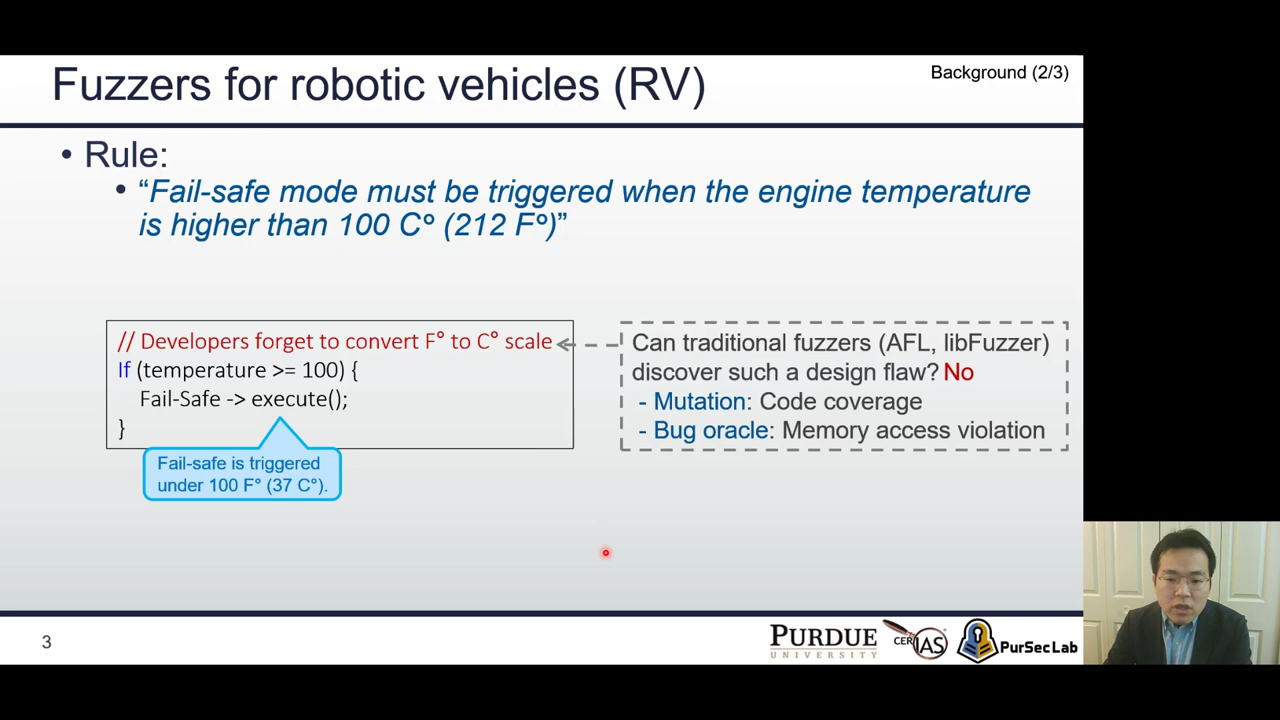 Fuzzers for robotic vehicles (RV)
Background (2/3)
• Rule:
• “Fail-safe mode must be triggered when the engine temperature
is higher than 100 Cº (212 Fº)”
// Developers forget to convert F° to C° scale
If (temperature >= 100) {
Fail-Safe -> execute();
}
Fail-safe is triggered
under 100 F° (37 C°).
Can traditional fuzzers (AFL, libFuzzer)
discover such a design flaw? No
- Mutation: Code coverage
- Bug oracle: Memory access violation
3
PURDUE
UNIVERSITY
CERIAS
PurSecLab